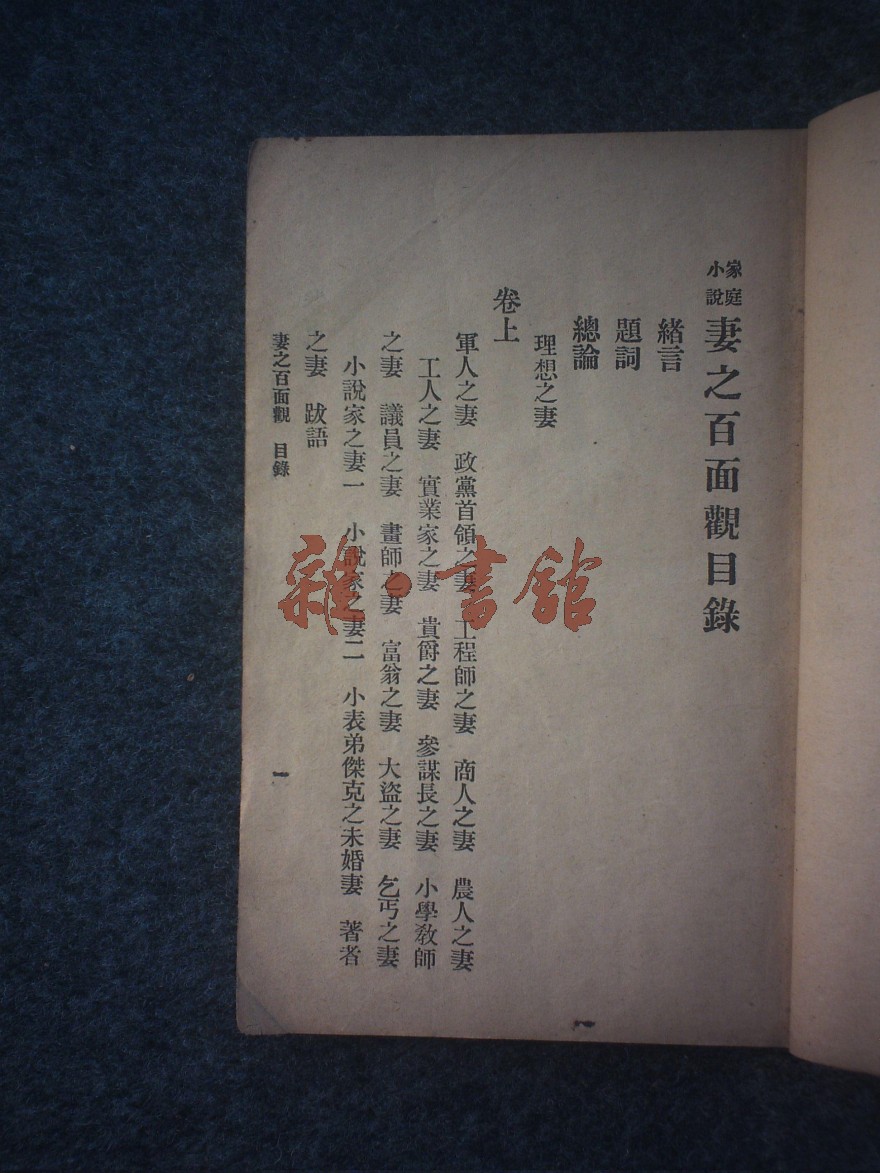 家庭小說 妻之百面觀目錄
緒言
題詞
總論
理想之妻
卷上
軍人之妻　政黨首領之妻　工程師之妻　商人之妻　農人之妻
工人之妻　實業家之妻　貴爵之妻　參謀長之妻　小學教師
之妻　議員之妻　畫師之妻　富翁之妻　大盜之妻　乞丐之妻
小說家之妻一　小說家之妻二　小表弟傑克之未婚妻　著者
之妻　跋語
妻之百面觀　目錄　一
雜·書館